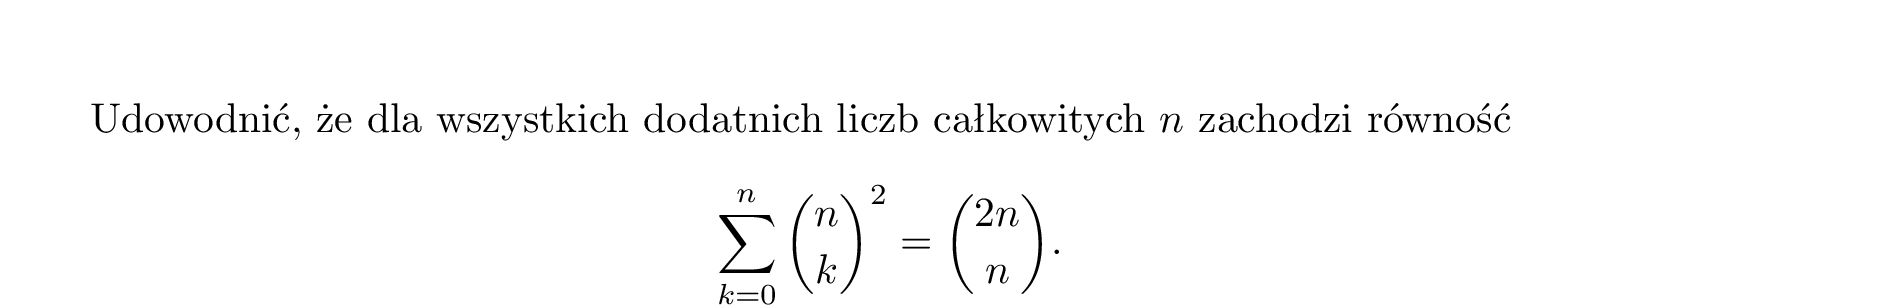 Udowodnić, że dla wszystkich dodatnich liczb całkowitych n zachodzi równość
\sum_{k=0}^{n} \binom{n}{k}^2 = \binom{2n}{n}.